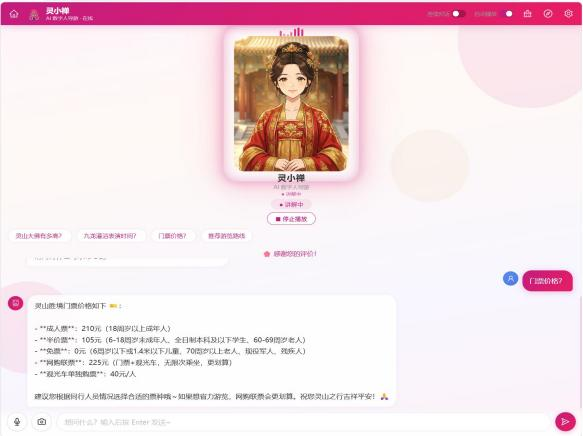 灵小禅
AI 数字人导游 · 在线
灵小禅
AI 数字人导游
● 讲解中
● 讲解中
■ 停止播放
灵山大佛有多高?
九龙灌浴表演时间?
门票价格?
推荐游览路线
感谢您的评价!
门票价格?
灵山胜境门票价格如下 🎫:
- **成人票**: 210元（18周岁以上成年人）
- **半价票**: 105元（6-18周岁未成年人、全日制本科及以下学生、60-69周岁老人）
- **免票**: 0元（6周岁以下或1.4米以下儿童、70周岁以上老人、现役军人、残疾人）
- **网购联票**: 225元（门票+观光车，无限次乘坐，更划算）
- **观光车单独购票**: 40元/人
建议您根据同行人员情况选择合适的票种哦～如果想省力游览，网购联票会更划算。祝您灵山之行吉祥平安！🙏
想问什么？输入后按 Enter 发送~